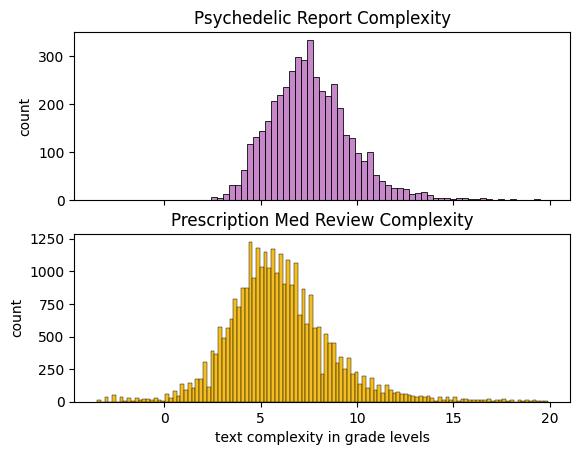 Psychedelic Report Complexity
300
200
100
0
count
Prescription Med Review Complexity
1250
1000
750
500
250
0
count
0 5 10 15 20
text complexity in grade levels